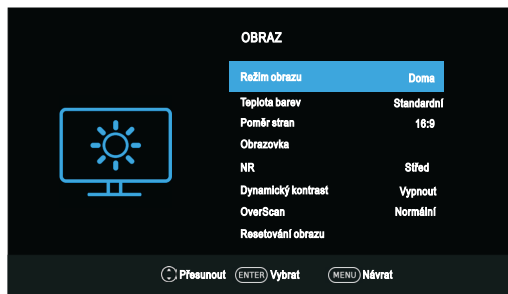 OBRAZ
Režim obrazu Doma
Teplota barev Standardní
Poměr stran 16:9
Obrazovka
NR Střed
Dynamický kontrast Vypnout
OverScan Normální
Resetování obrazu
Přesunout ENTER Vybrat MENU Návrat